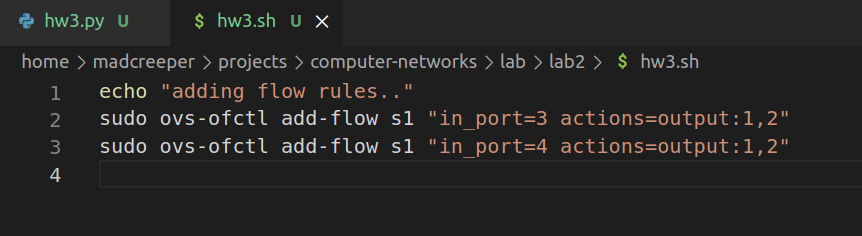 hw3.py U $ hw3.sh U ×
home > madcreeper > projects > computer-networks > lab > lab2 > $ hw3.sh
1 echo "adding flow rules.."
2 sudo ovs-ofctl add-flow s1 "in_port=3 actions=output:1,2"
3 sudo ovs-ofctl add-flow s1 "in_port=4 actions=output:1,2"
4